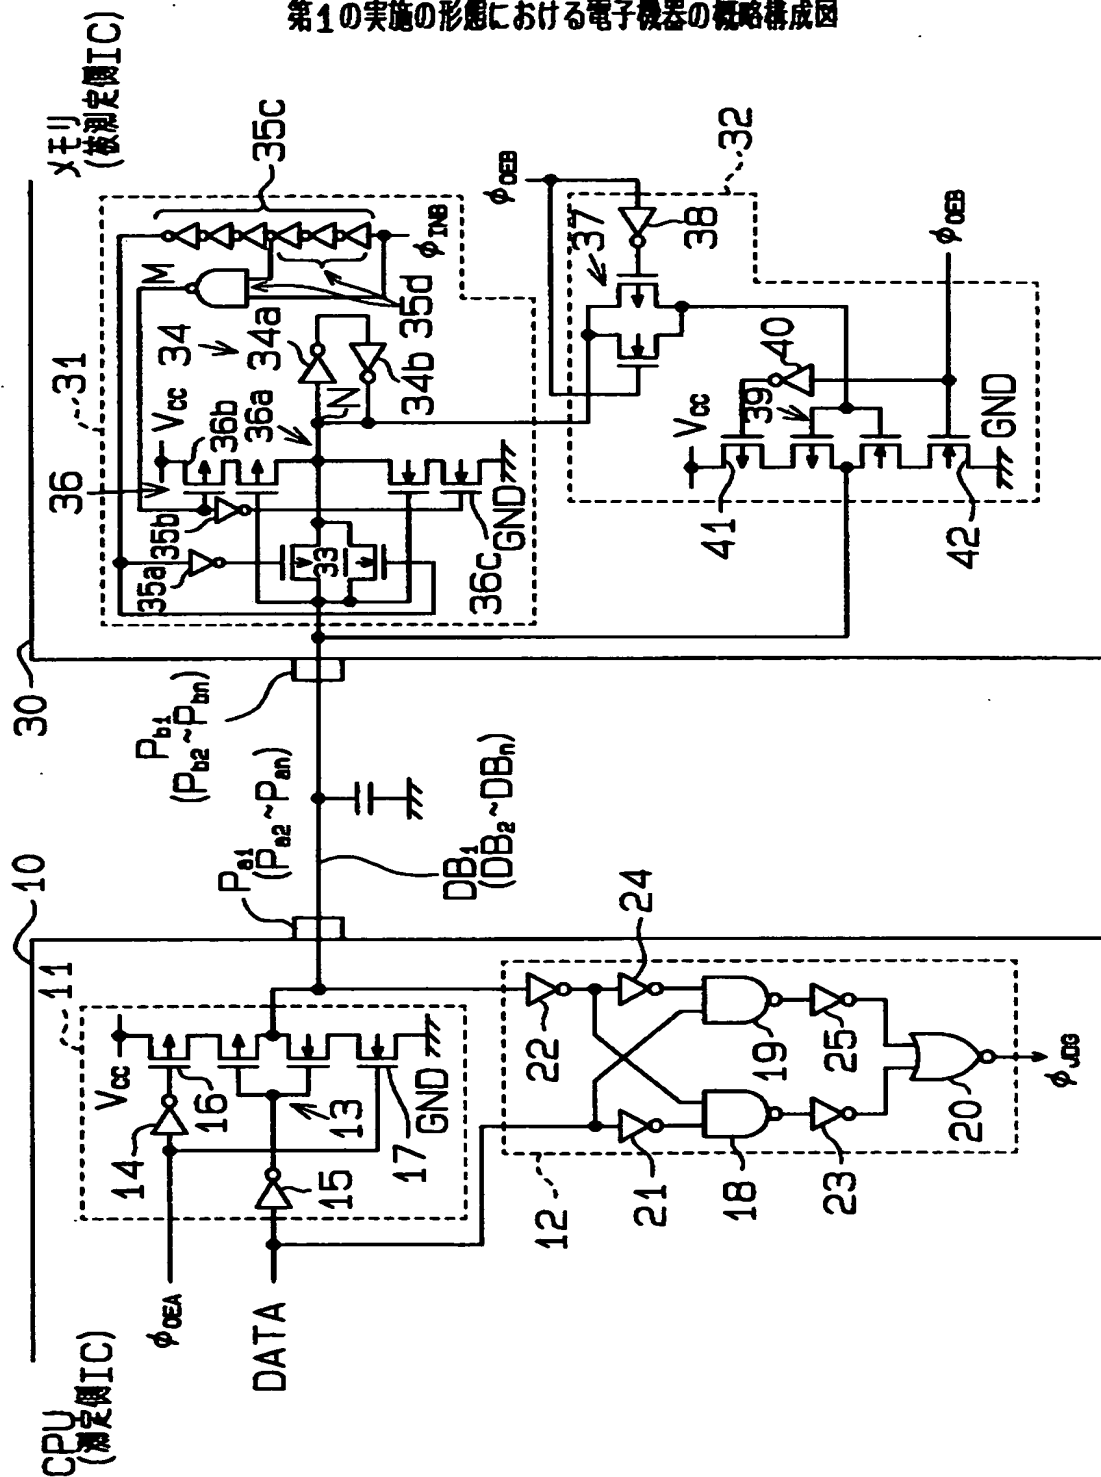 第1の実施の形態における電子機器の概略構成図
CPU
(測定側IC)
10
メモリ
(被測定側IC)
30
11
Vcc
14
16
13
15
17
GND
φOEA
DATA
12
22
24
21
19
18
25
23
20
φJDG
Pa1
(Pa2~Pan)
Pb1
(Pb2~Pbn)
DB1
(DB2~DBn)
31
36
Vcc
36b
36a
35b
35a
33
36c
GND
34
34a
34b
N
M
35c
35d
φINB
φOEB
32
37
38
φOEB
40
39
Vcc
41
42
GND